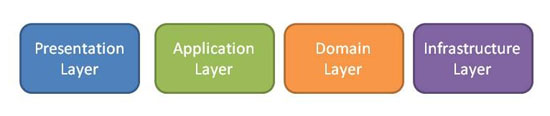 Presentation
Layer
Application
Layer
Domain
Layer
Infrastructure
Layer